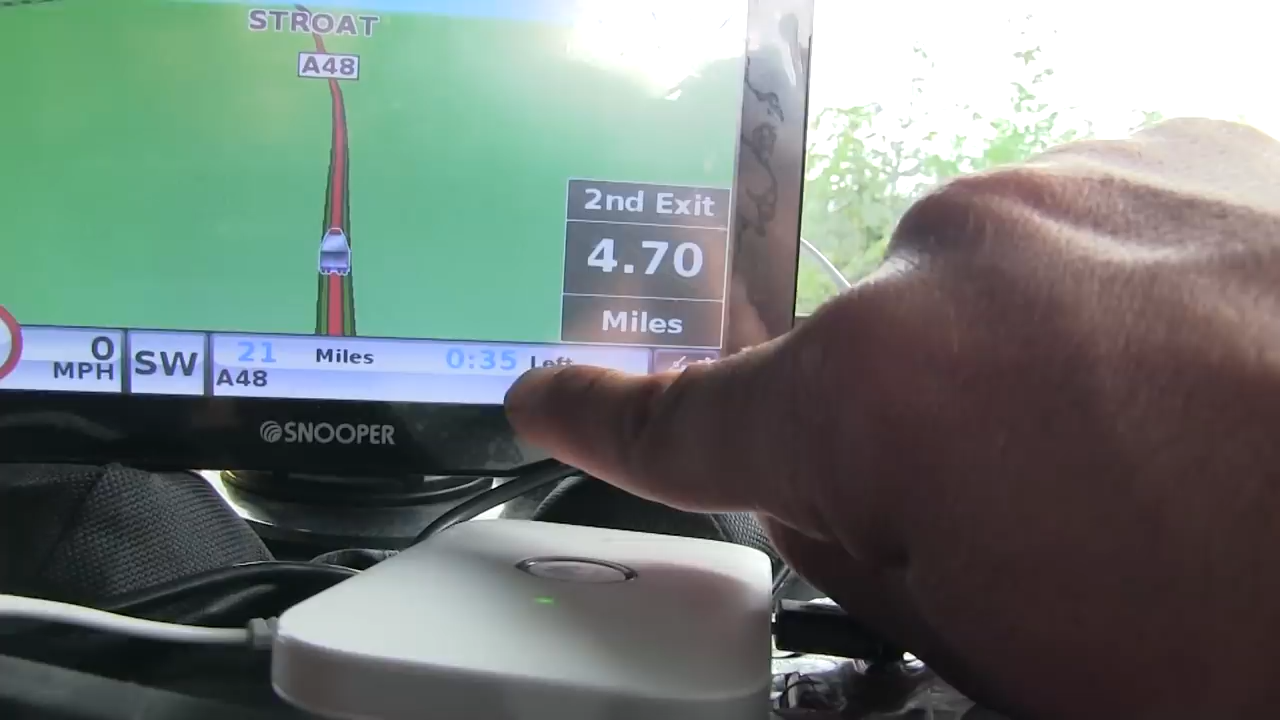 STROAT
A48
2nd Exit
4.70
Miles
0
MPH
SW
21 Miles 0:35 Left
A48
SNOOPER